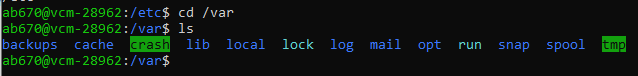 ab670@vcm-28962:/etc$ cd /var
ab670@vcm-28962:/var$ ls
backups cache crash lib local lock log mail opt run snap spool tmp
ab670@vcm-28962:/var$